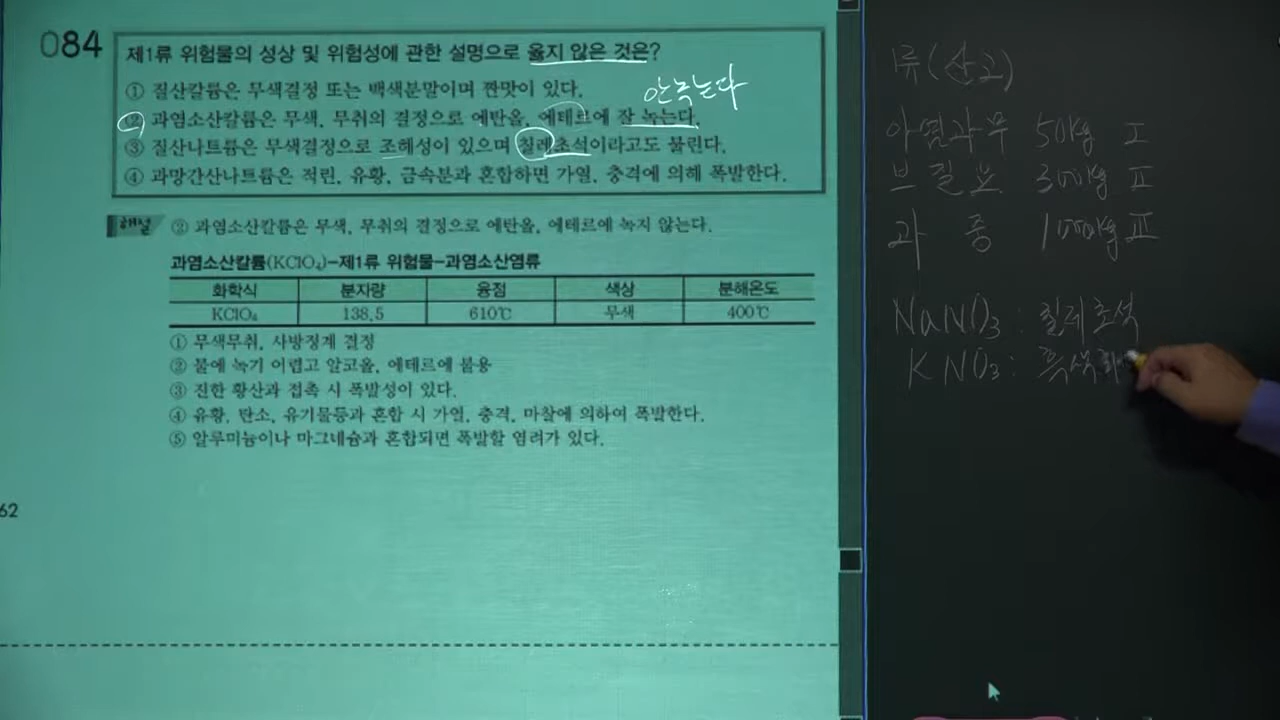 084
제1류 위험물의 성상 및 위험성에 관한 설명으로 옳지 않은 것은?
① 질산칼륨은 무색결정 또는 백색분말이며 짠맛이 있다.
안녹는다
② 과염소산칼륨은 무색, 무취의 결정으로 에탄올, 에테르에 잘 녹는다.
③ 질산나트륨은 무색결정으로 조해성이 있으며 칠레초석이라고도 불린다.
④ 과망간산나트륨은 적린, 유황, 금속분과 혼합하면 가열, 충격에 의해 폭발한다.
해설 ② 과염소산칼륨은 무색, 무취의 결정으로 에탄올, 에테르에 녹지 않는다.
과염소산칼륨(KClO₄)-제1류 위험물-과염소산염류
화학식 분자량 융점 색상 분해온도
KClO₄ 138.5 610℃ 무색 400℃
① 무색무취, 사방정계 결정
② 물에 녹기 어렵고 알코올, 에테르에 불용
③ 진한 황산과 접촉 시 폭발성이 있다.
④ 유황, 탄소, 유기물등과 혼합 시 가열, 충격, 마찰에 의하여 폭발한다.
⑤ 알루미늄이나 마그네슘과 혼합되면 폭발할 염려가 있다.
62
1류(산고)
아염과무 50kg Ⅰ
브질요 300kg Ⅱ
과 중 1000kg Ⅲ
NaNO₃ : 칠레초석
KNO₃ : 흑색화